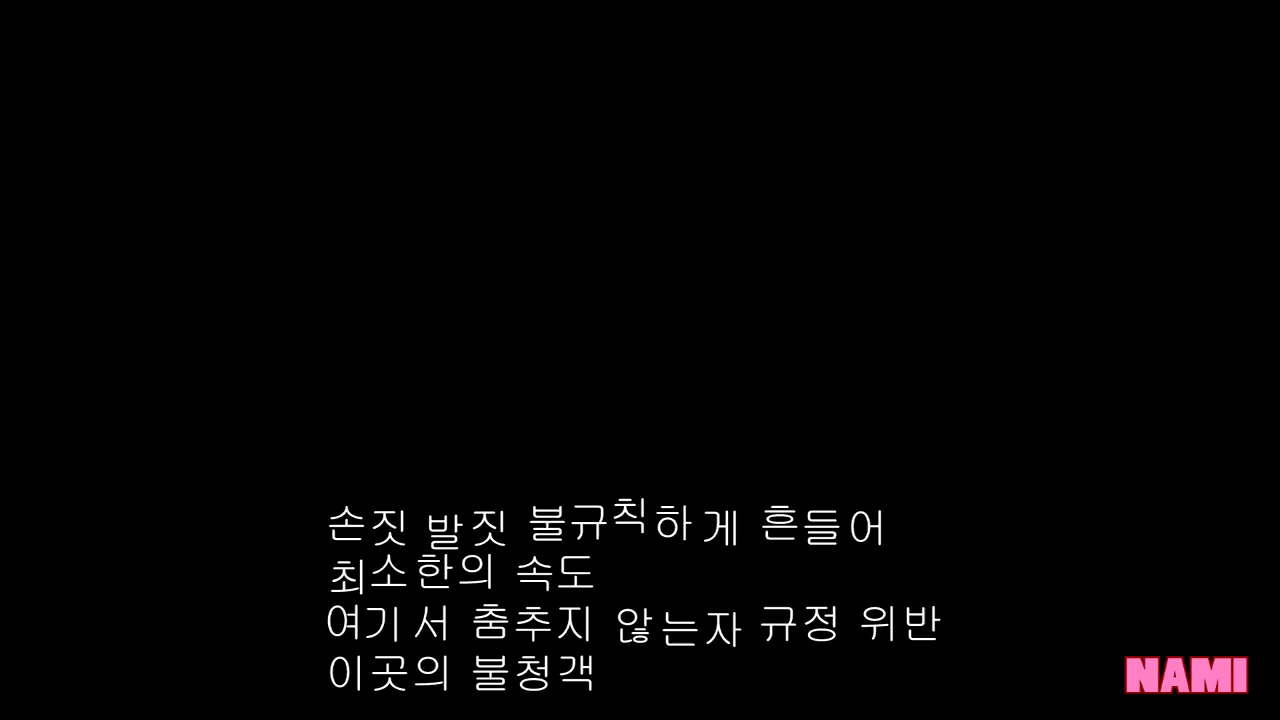 손짓 발짓 불규칙하게 흔들어
최소한의 속도
여기서 춤추지 않는자 규정 위반
이곳의 불청객
NAMI